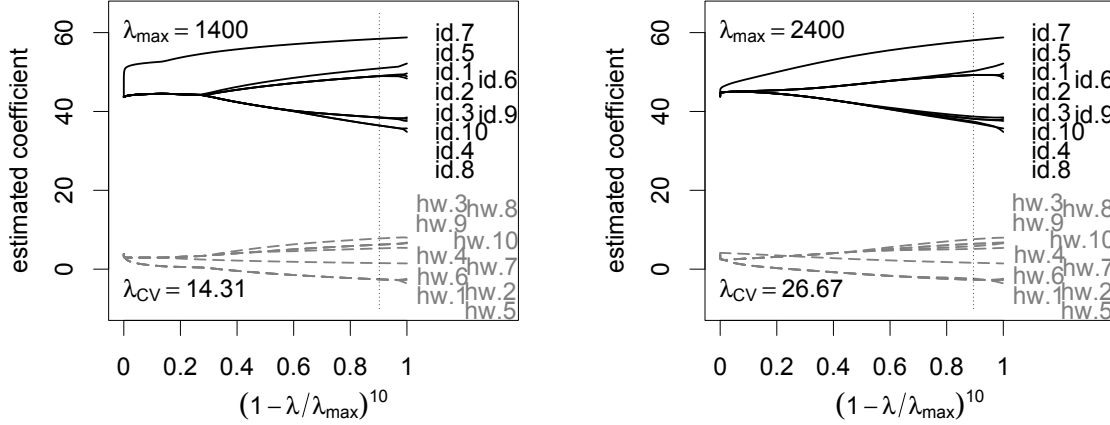 estimated coefficient
60
40
20
0
λmax = 1400
λCV = 14.31
id.7
id.5
id.1 id.6
id.2
id.3 id.9
id.10
id.4
id.8
hw.3 hw.8
hw.9
hw.10
hw.4
hw.7
hw.6
hw.2
hw.1
hw.5
0 0.2 0.4 0.6 0.8 1
(1 − λ/λmax)^10
estimated coefficient
60
40
20
0
λmax = 2400
λCV = 26.67
id.7
id.5
id.1 id.6
id.2
id.3 id.9
id.10
id.4
id.8
hw.3 hw.8
hw.9
hw.10
hw.4
hw.7
hw.6
hw.2
hw.1
hw.5
0 0.2 0.4 0.6 0.8 1
(1 − λ/λmax)^10